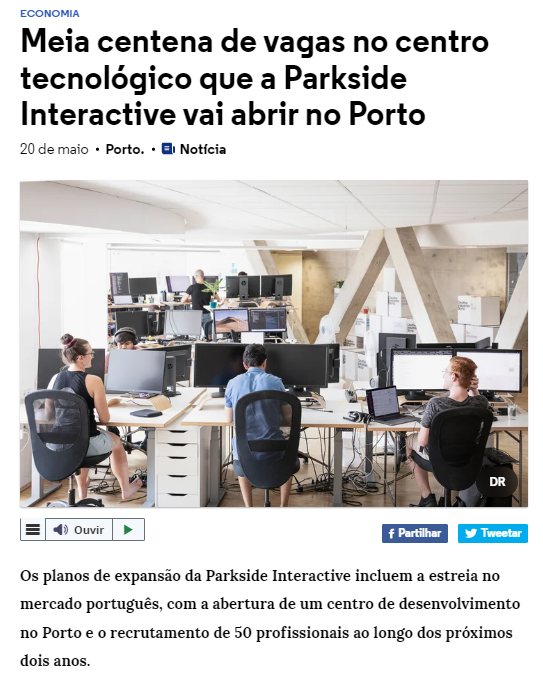 ECONOMIA
Meia centena de vagas no centro
tecnológico que a Parkside
Interactive vai abrir no Porto
20 de maio • Porto. • Notícia
DR
Ouvir
Partilhar
Tweetar
Os planos de expansão da Parkside Interactive incluem a estreia no
mercado português, com a abertura de um centro de desenvolvimento
no Porto e o recrutamento de 50 profissionais ao longo dos próximos
dois anos.